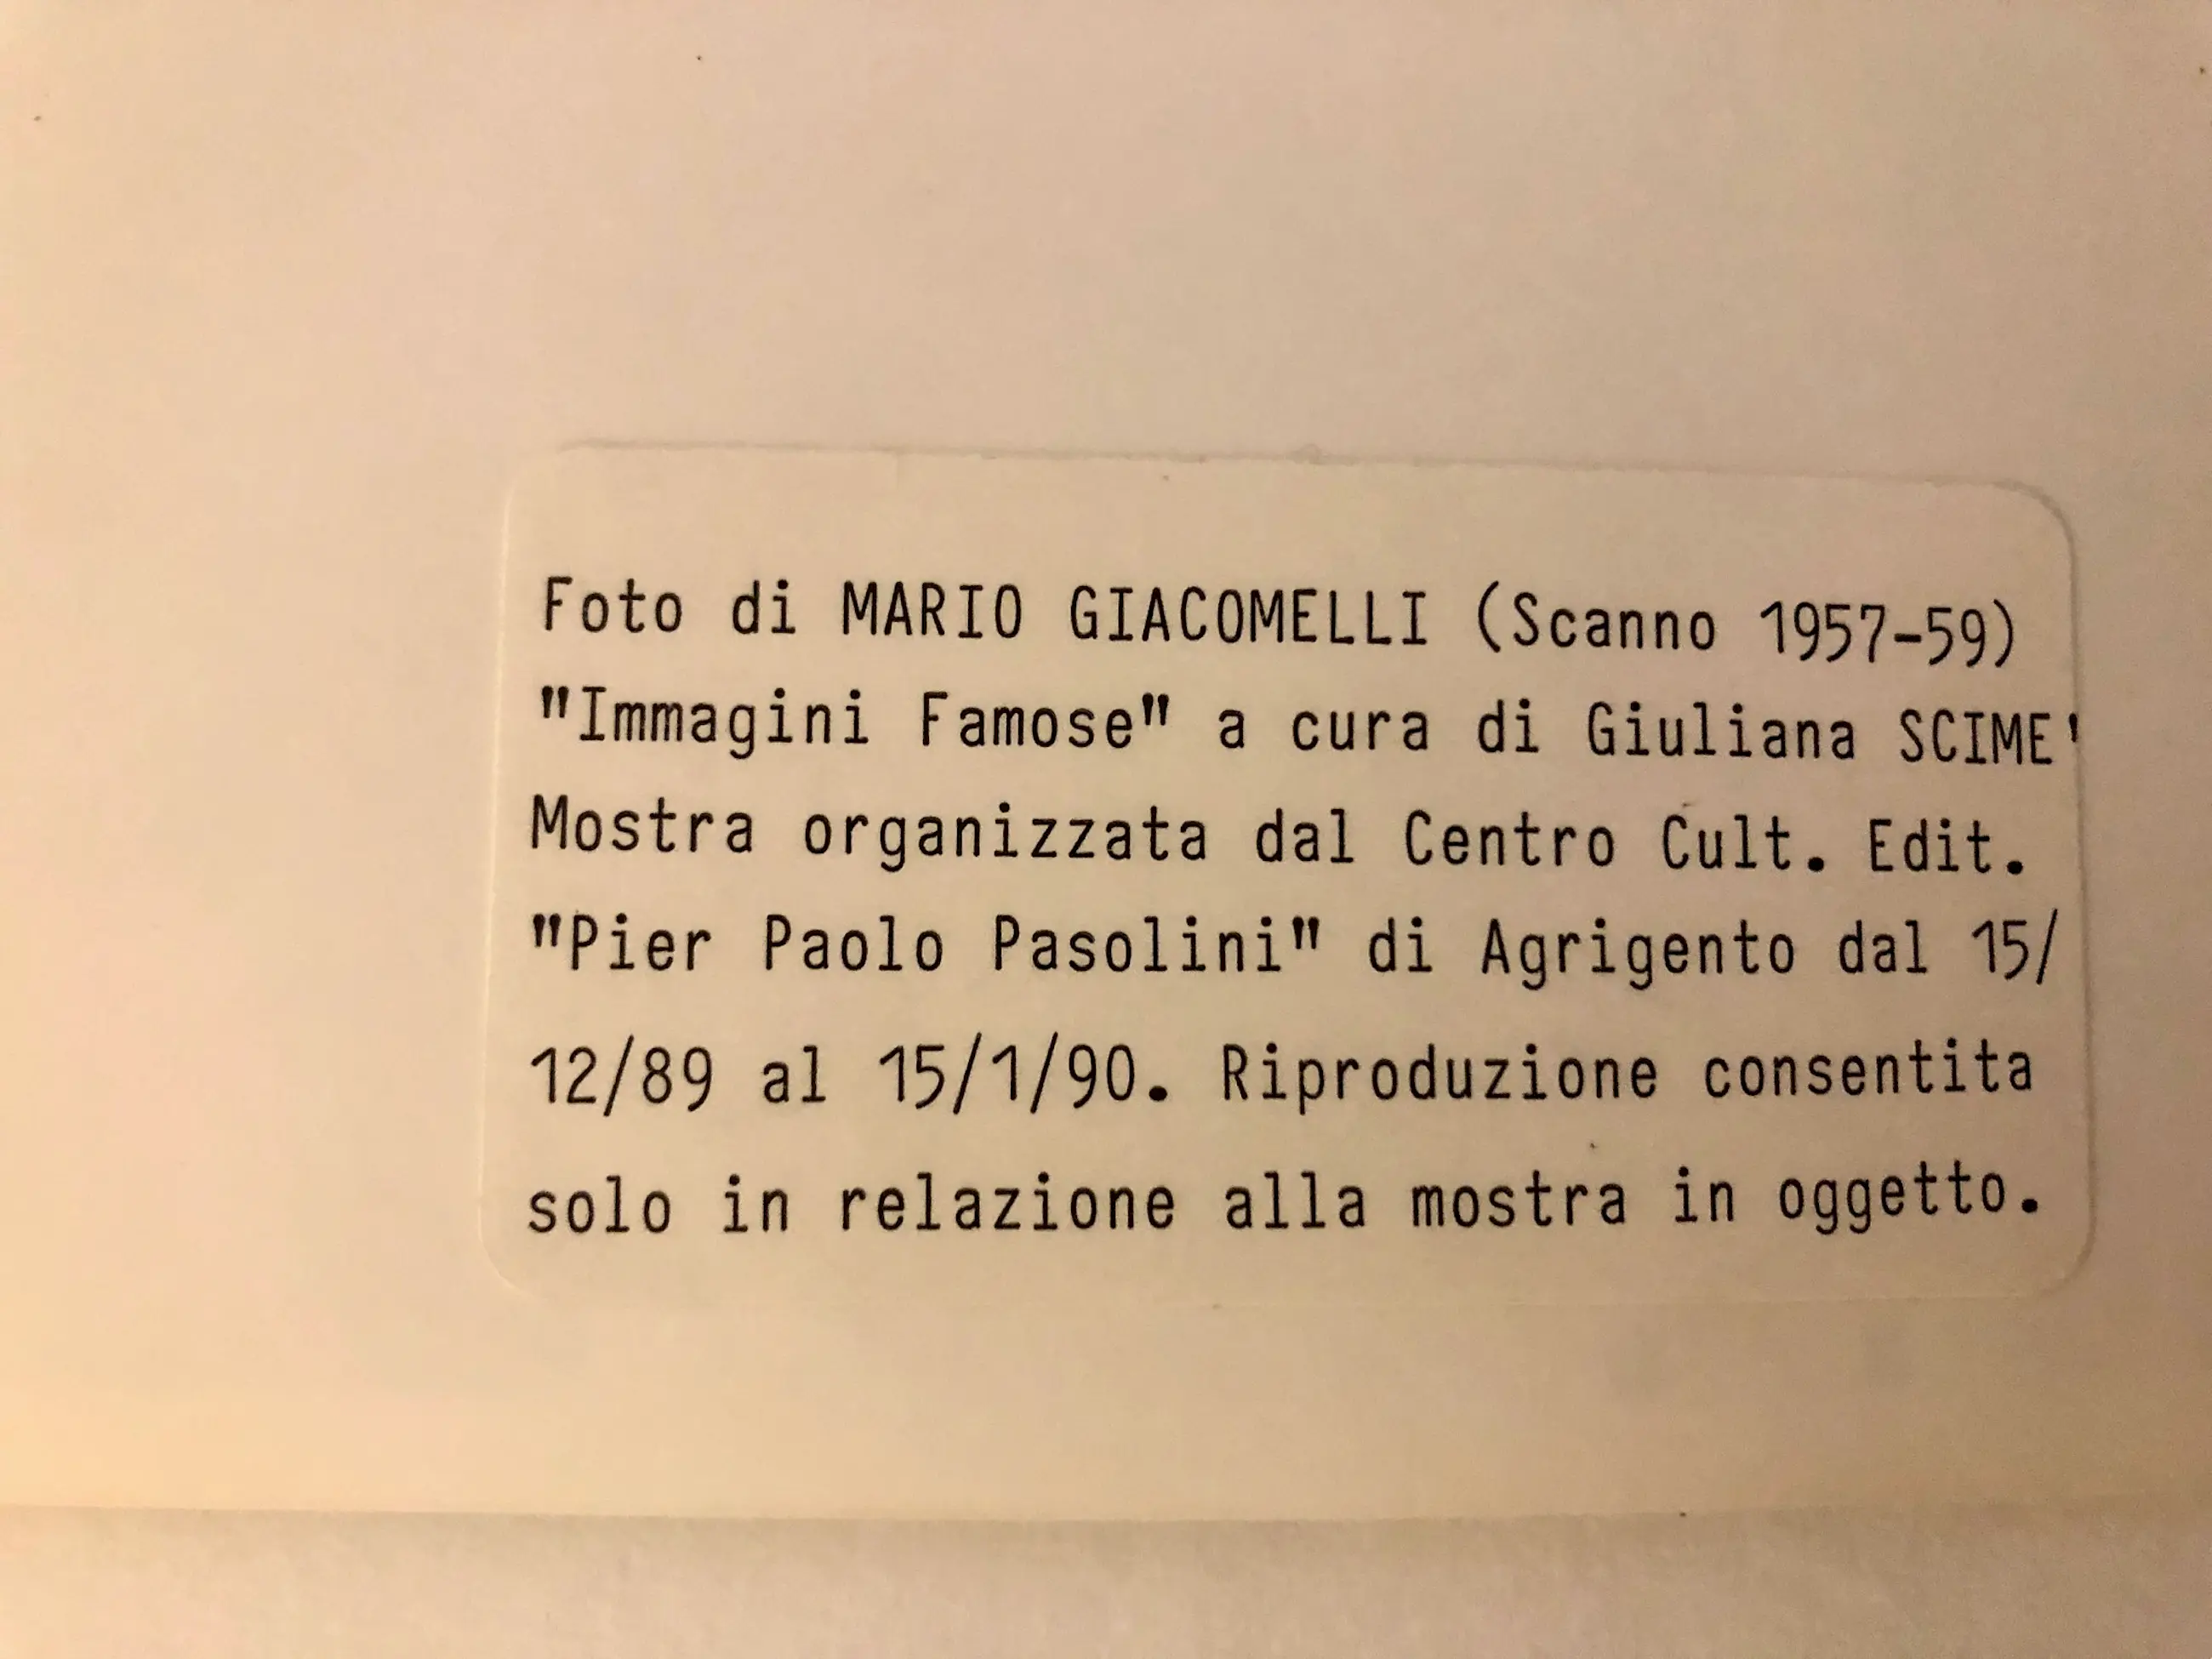 Foto di MARIO GIACOMELLI (Scanno 1957-59)
"Immagini Famose" a cura di Giuliana SCIME'
Mostra organizzata dal Centro Cult. Edit.
"Pier Paolo Pasolini" di Agrigento dal 15/
12/89 al 15/1/90. Riproduzione consentita
solo in relazione alla mostra in oggetto.